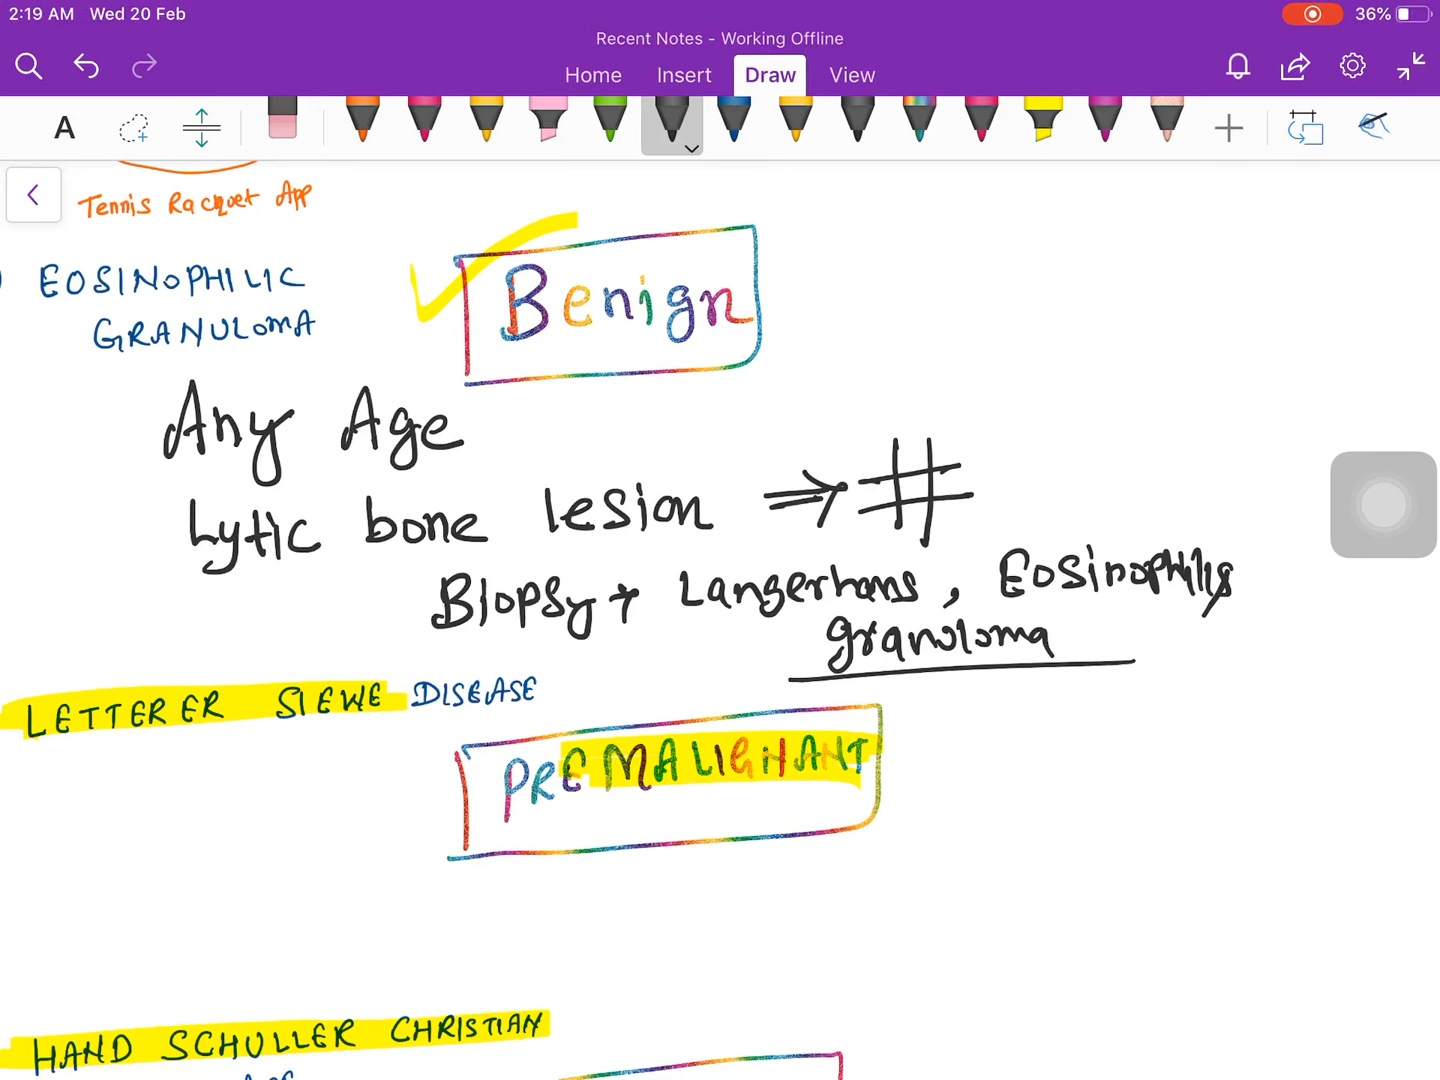 2:19 AM Wed 20 Feb
36%
Recent Notes - Working Offline
Home Insert Draw View
A
Tennis Racquet App
EOSINOPHILIC
GRANULOMA
Benign
Any Age
Lytic bone lesion ⇒ #
Biopsy + Langerhans, Eosinophilis
granuloma
LETTERER SIEWE DISEASE
PREMALIGNANT
HAND SCHULLER CHRISTIAN